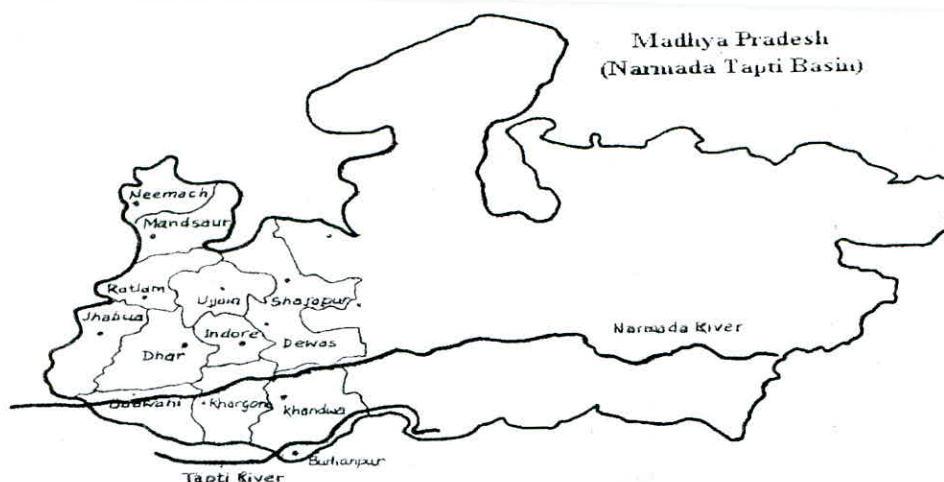 Madhya Pradesh
(Narmada Tapti Basin)
Neemach
Mandsaur
Ratlam
Ujjain
Shajapur
Jhabua
Indore
Narmada River
Dhar
Dewas
Khargone
Khandwa
Burhanpur
Tapti River